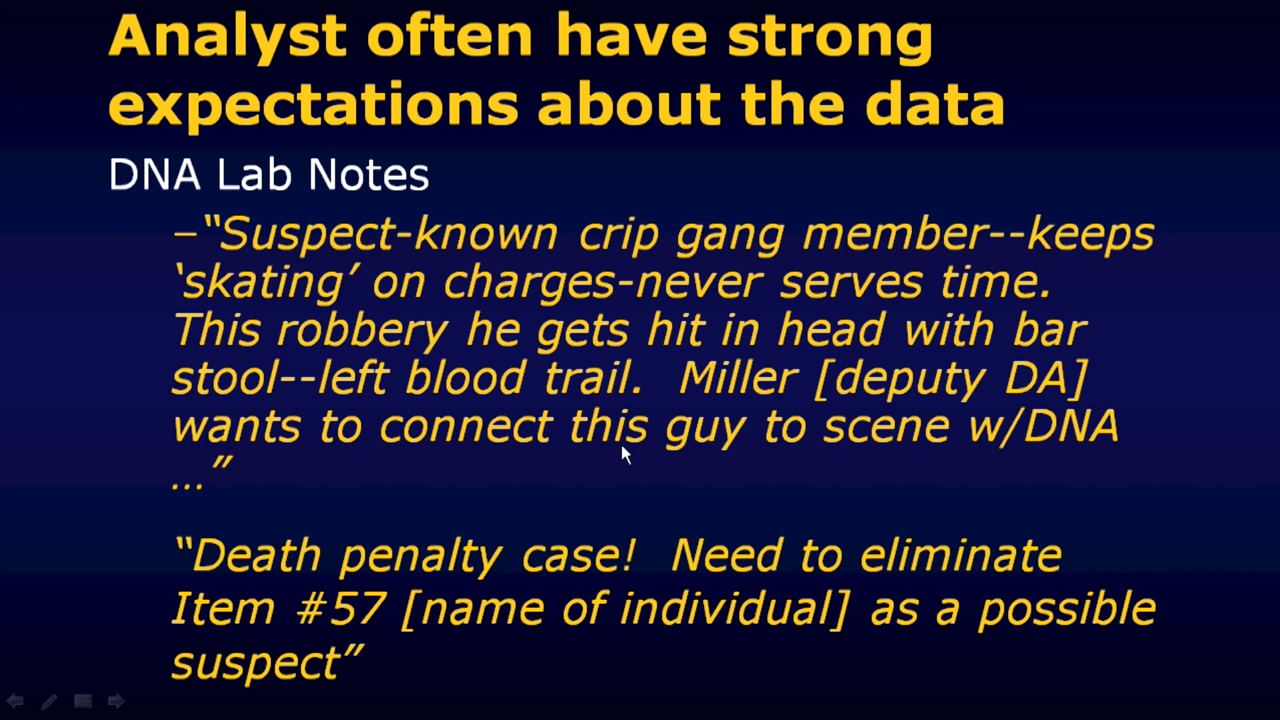 Analyst often have strong
expectations about the data
DNA Lab Notes
–“Suspect-known crip gang member--keeps
‘skating’ on charges-never serves time.
This robbery he gets hit in head with bar
stool--left blood trail.  Miller [deputy DA]
wants to connect this guy to scene w/DNA
…”
“Death penalty case!  Need to eliminate
Item #57 [name of individual] as a possible
suspect”